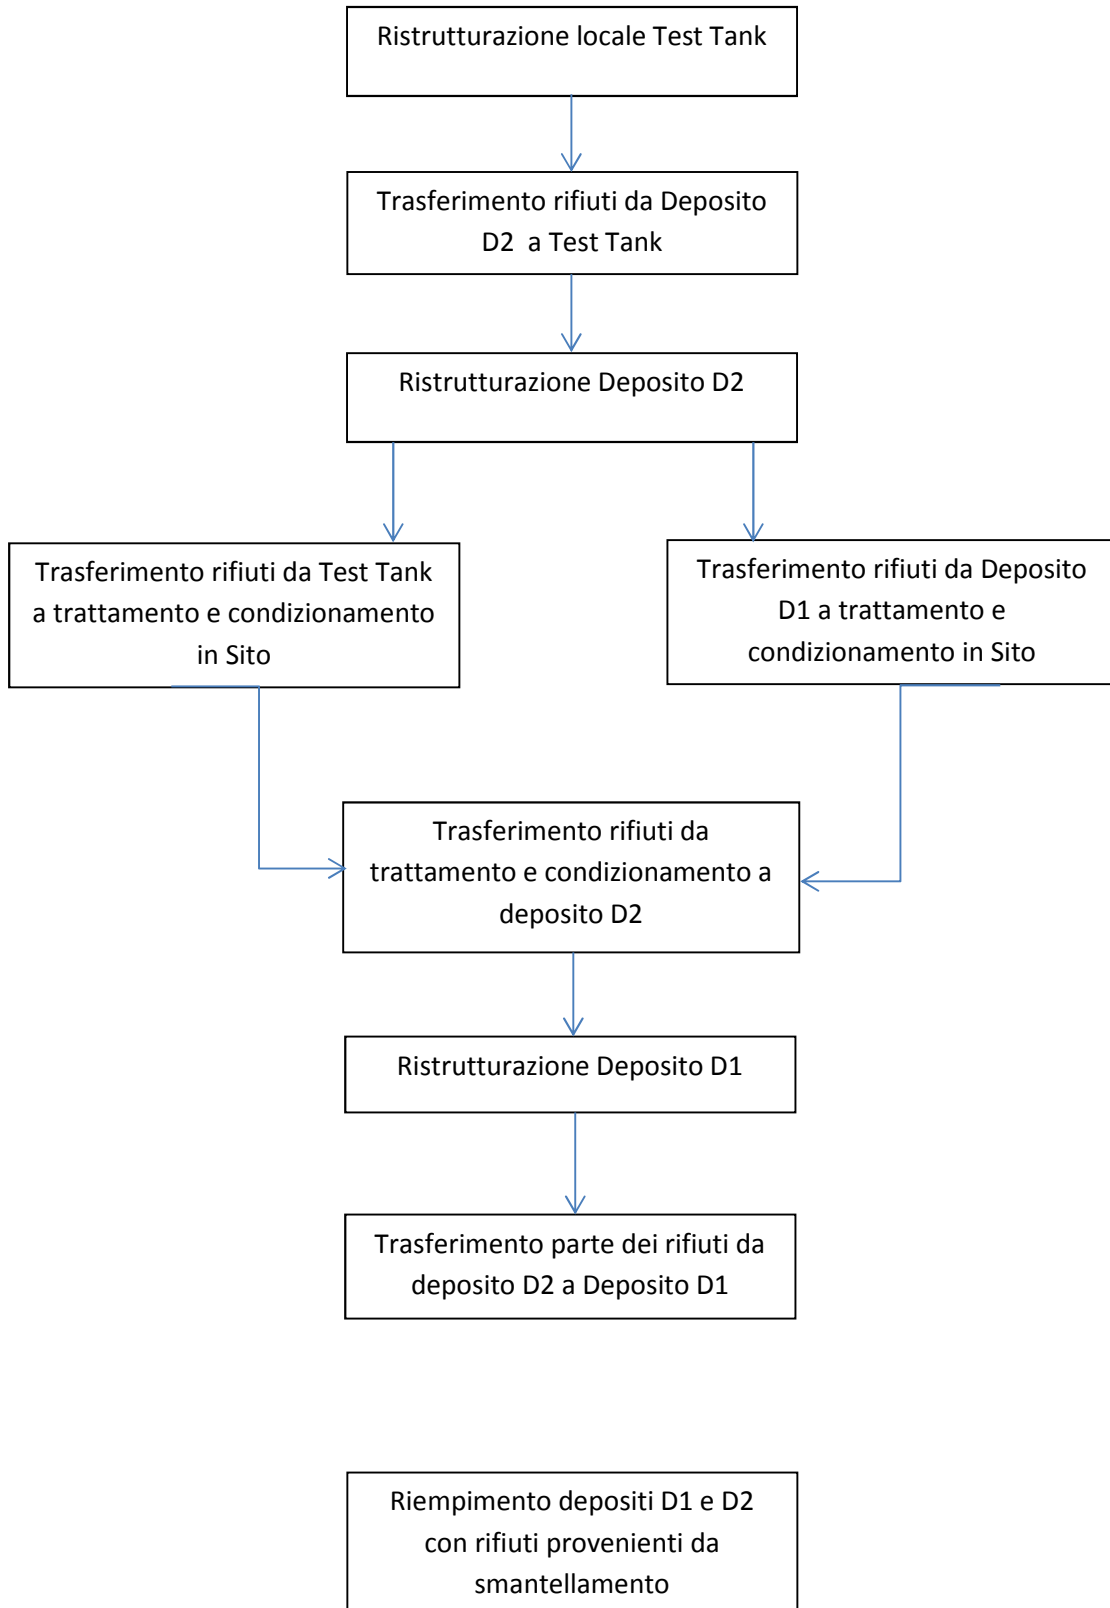 Ristrutturazione locale Test Tank
Trasferimento rifiuti da Deposito
D2 a Test Tank
Ristrutturazione Deposito D2
Trasferimento rifiuti da Test Tank
a trattamento e condizionamento
in Sito
Trasferimento rifiuti da Deposito
D1 a trattamento e
condizionamento in Sito
Trasferimento rifiuti da
trattamento e condizionamento a
deposito D2
Ristrutturazione Deposito D1
Trasferimento parte dei rifiuti da
deposito D2 a Deposito D1
Riempimento depositi D1 e D2
con rifiuti provenienti da
smantellamento